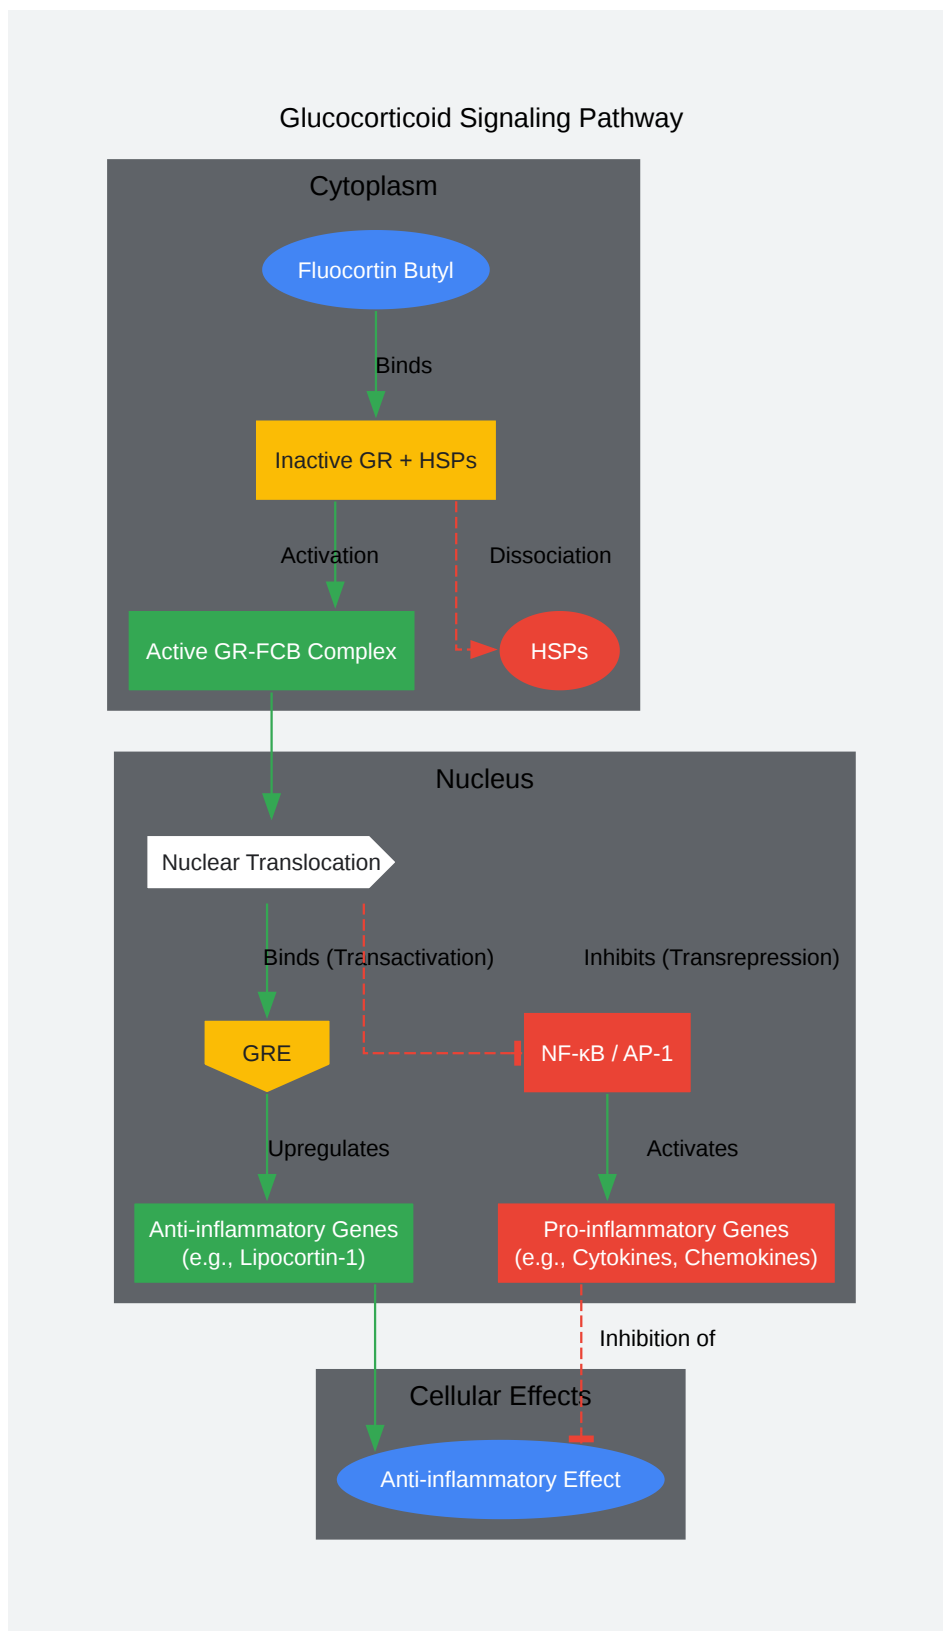 Glucocorticoid Signaling Pathway
Cytoplasm
Fluocortin Butyl
Binds
Inactive GR + HSPs
Activation
Dissociation
Active GR-FCB Complex
HSPs
Nucleus
Nuclear Translocation
Binds (Transactivation)
Inhibits (Transrepression)
GRE
NF-κB / AP-1
Upregulates
Activates
Anti-inflammatory Genes
(e.g., Lipocortin-1)
Pro-inflammatory Genes
(e.g., Cytokines, Chemokines)
Inhibition of
Cellular Effects
Anti-inflammatory Effect